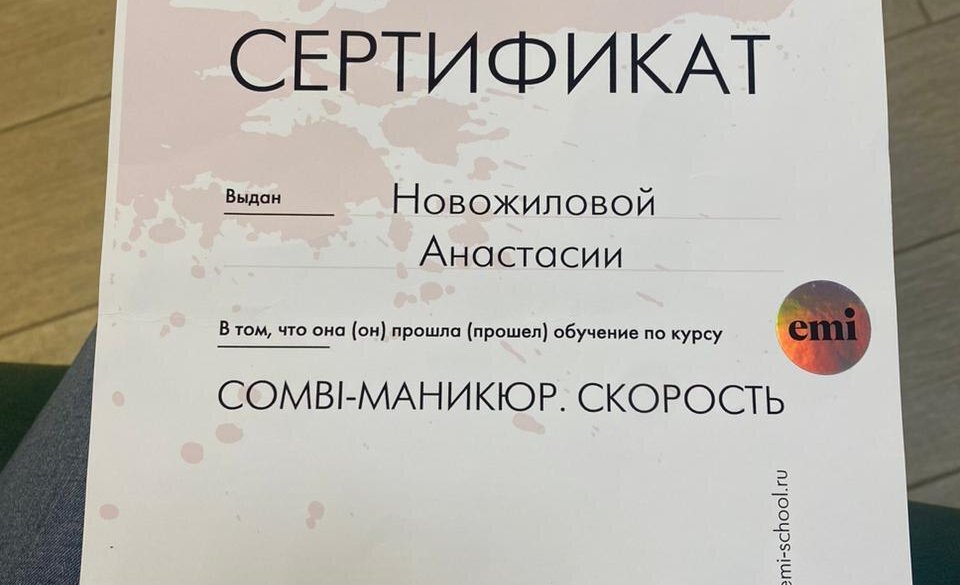 СЕРТИФИКАТ
Выдан Новожиловой
Анастасии
В том, что она (он) прошла (прошел) обучение по курсу
emi
COMBI-МАНИКЮР. СКОРОСТЬ
emi-school.ru